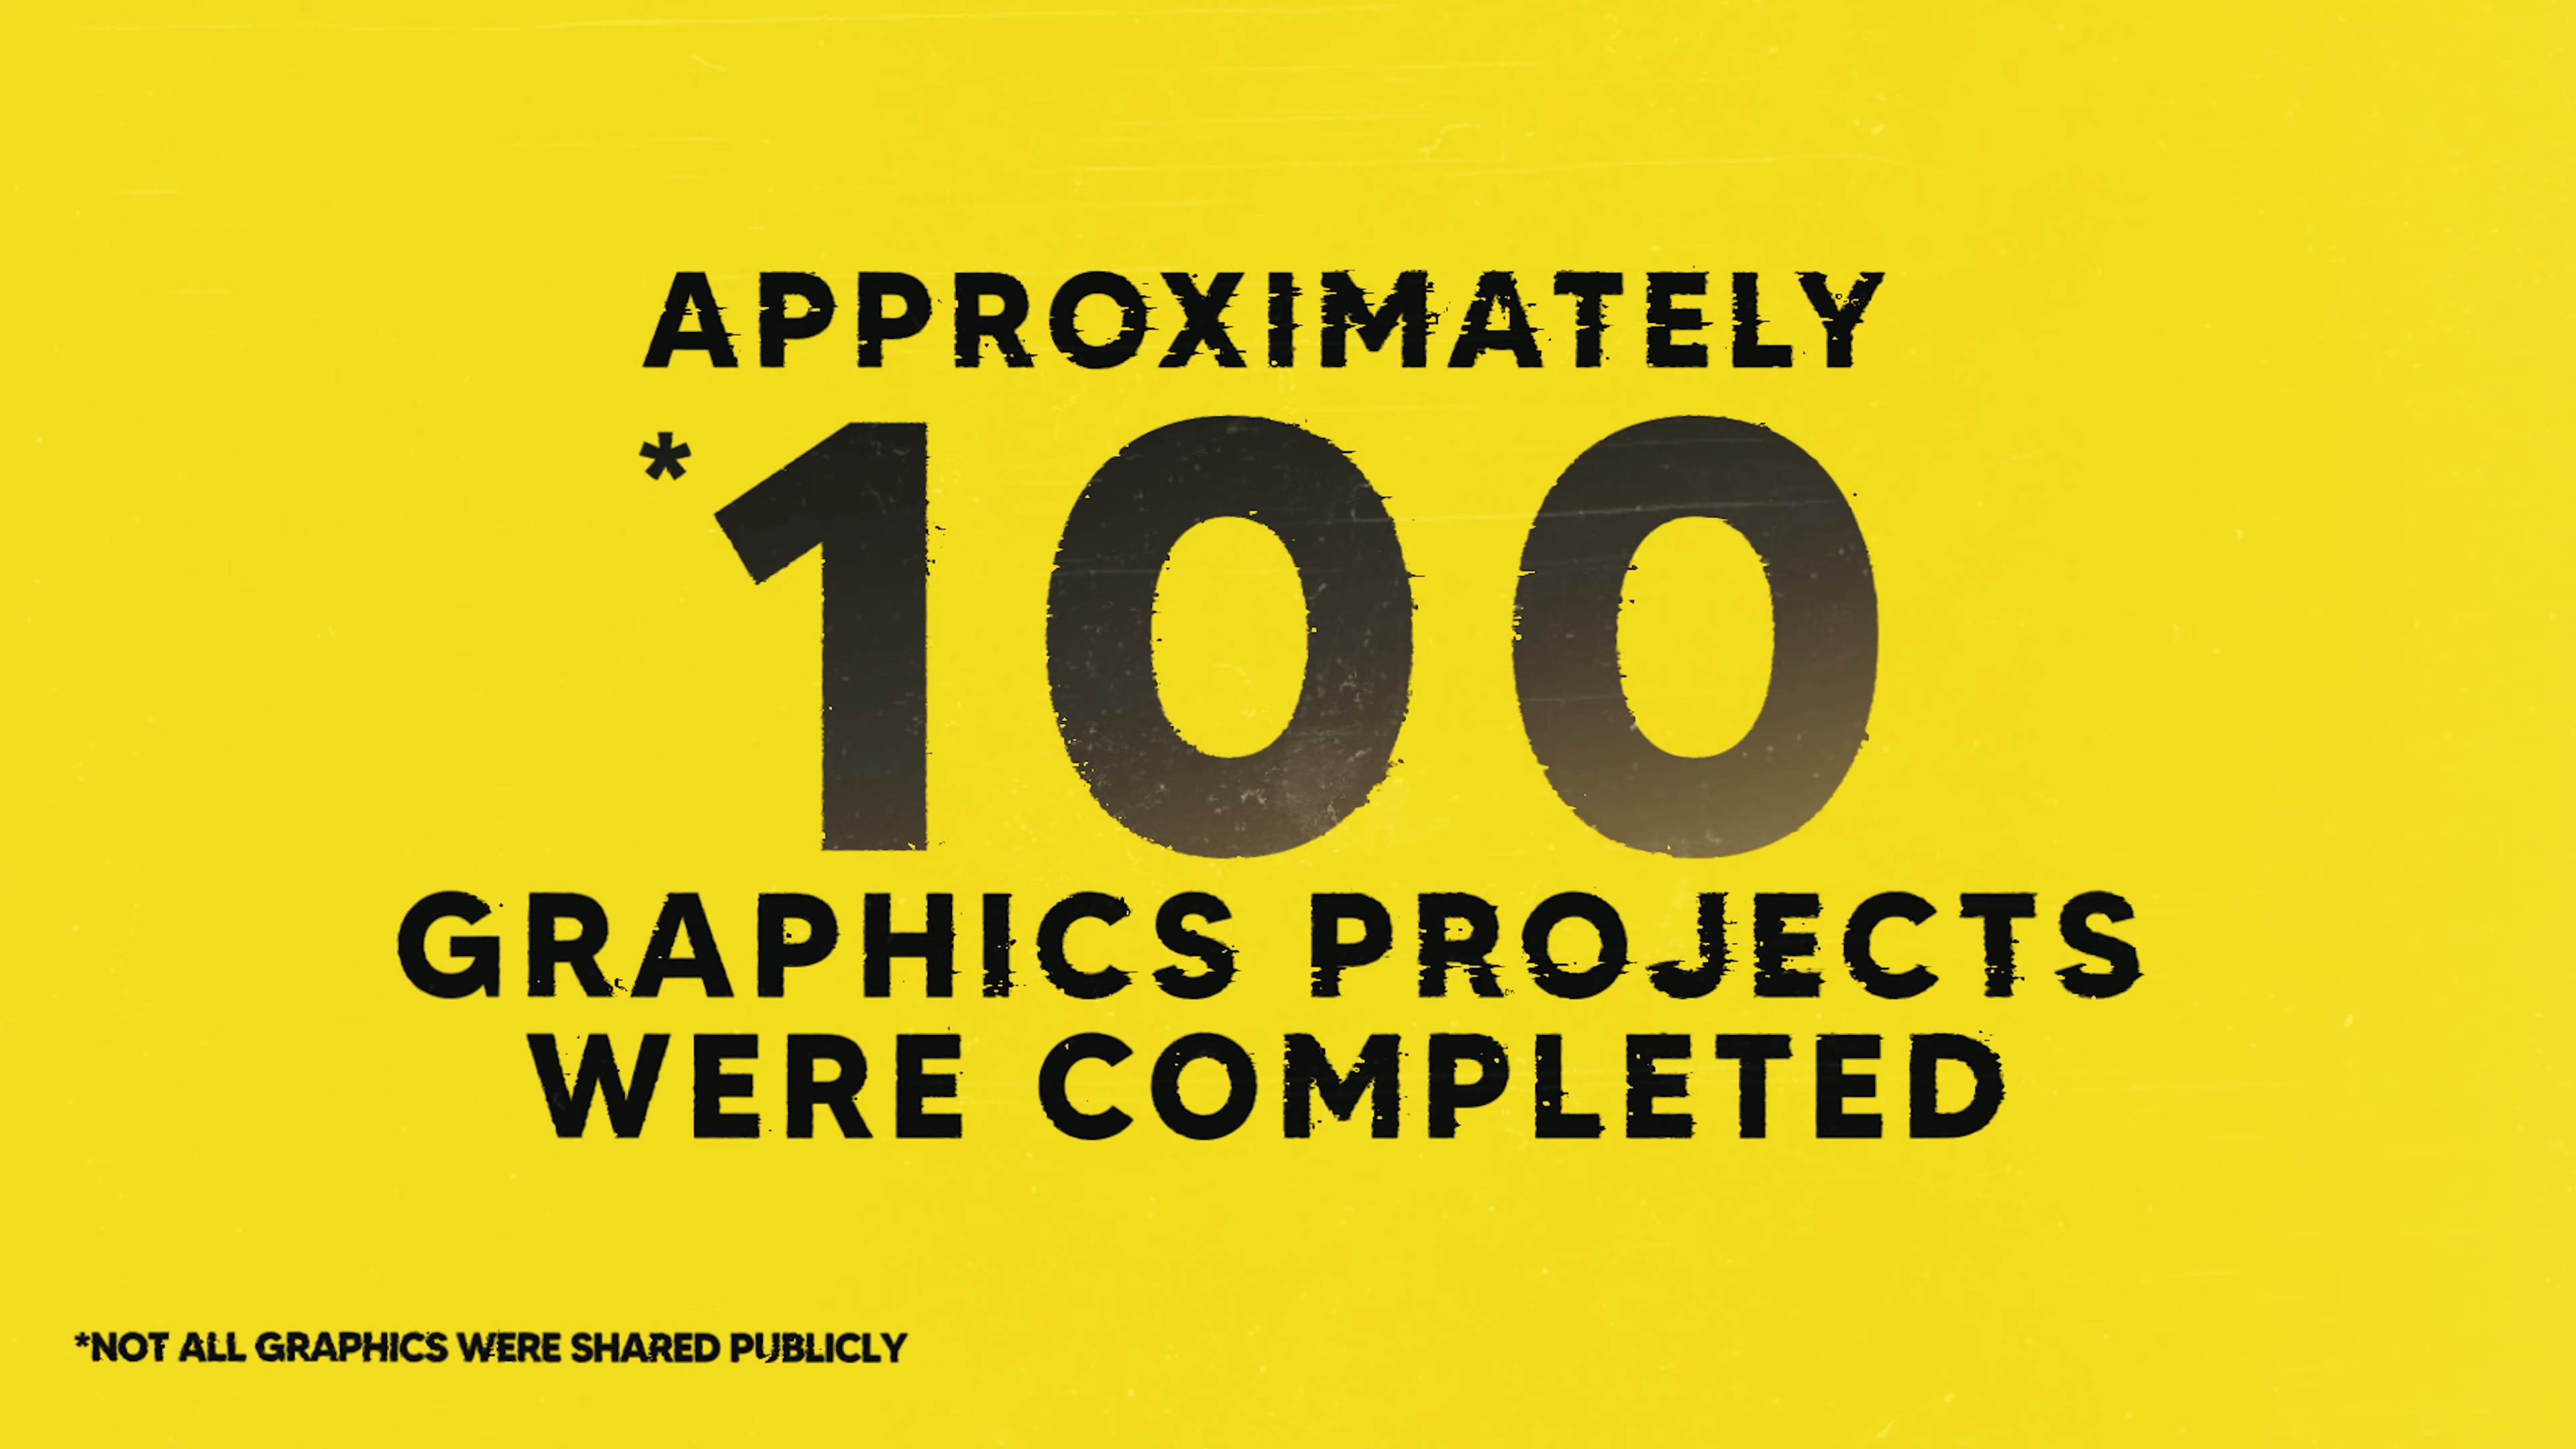 APPROXIMATELY
*100
GRAPHICS PROJECTS
WERE COMPLETED
*NOT ALL GRAPHICS WERE SHARED PUBLICLY